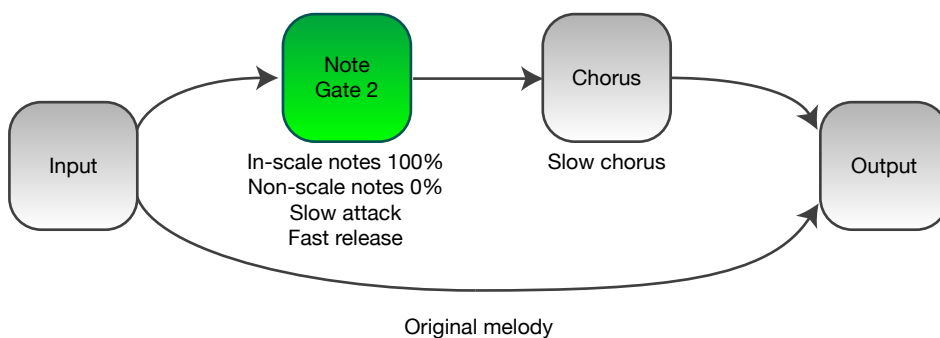 Note
Gate 2
Chorus
Input
In-scale notes 100%
Non-scale notes 0%
Slow attack
Fast release
Slow chorus
Output
Original melody